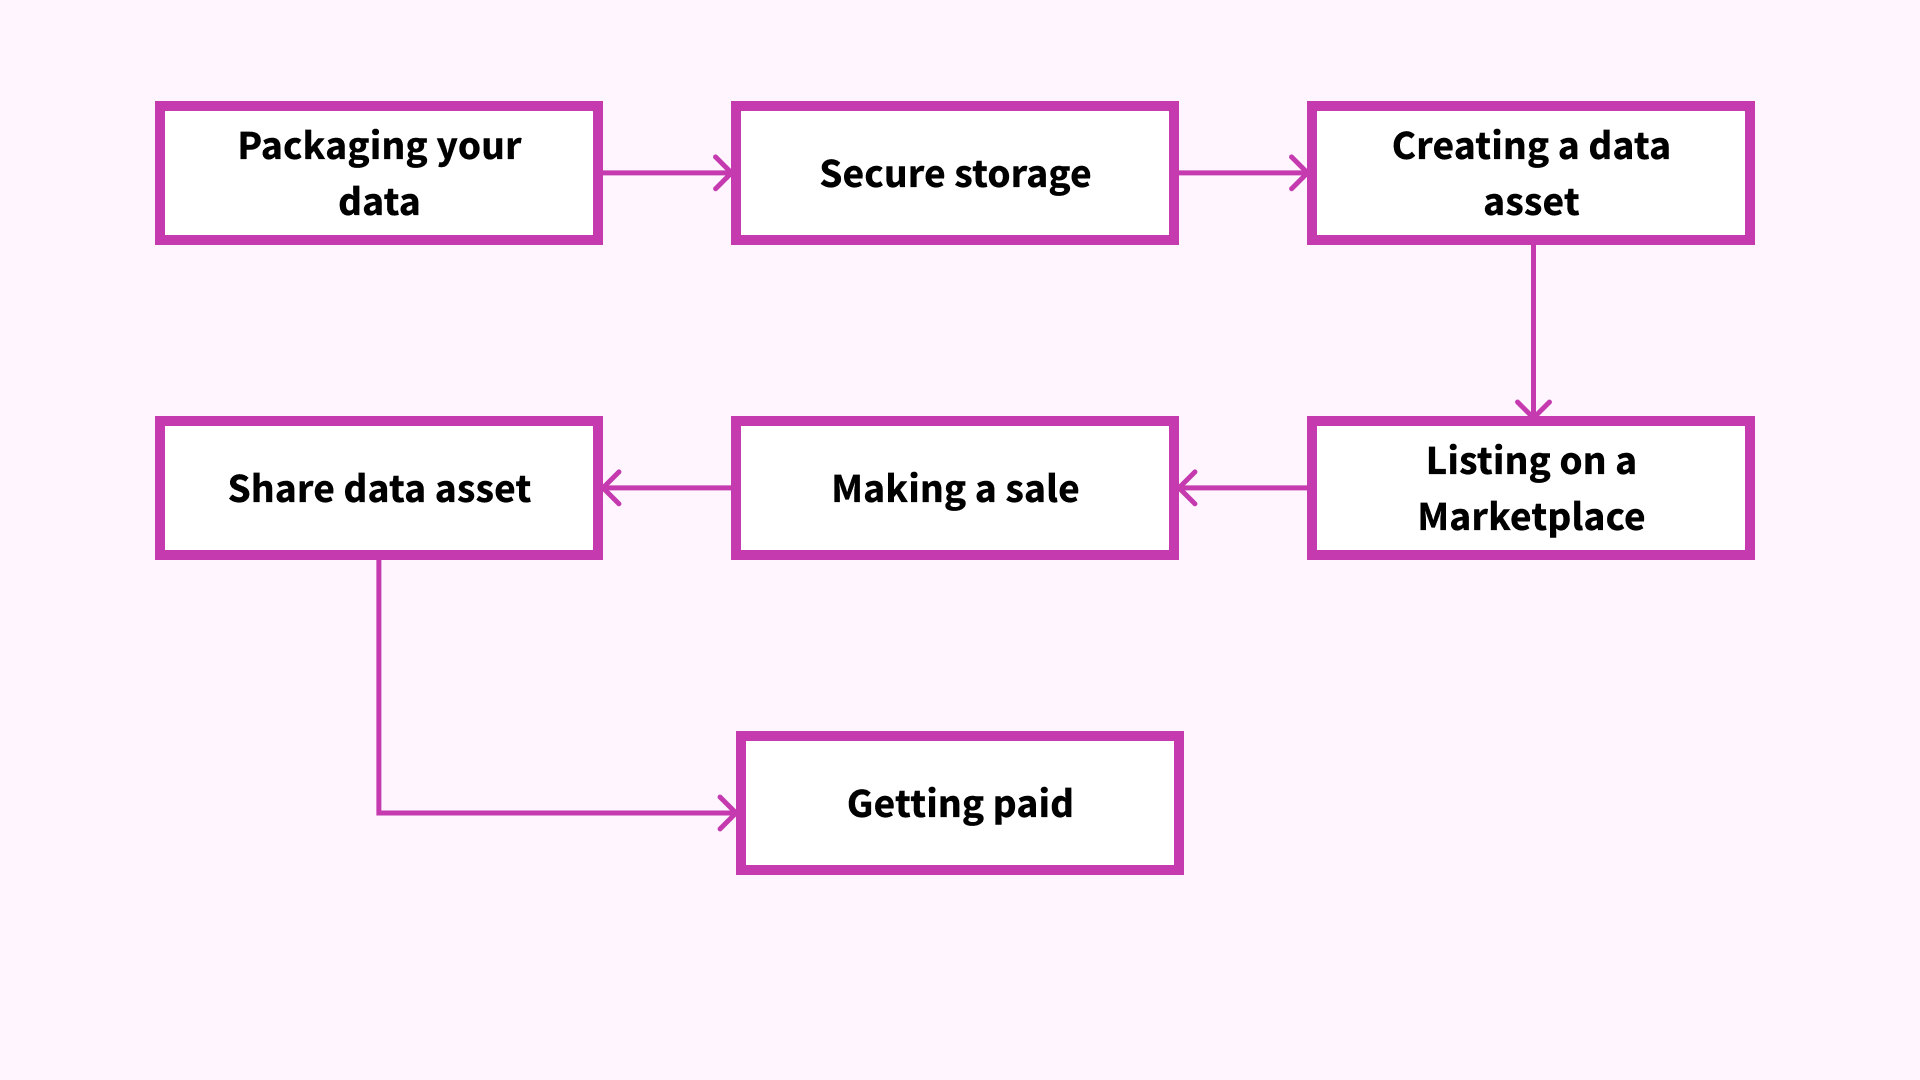 Packaging your
data
Secure storage
Creating a data
asset
Listing on a
Marketplace
Making a sale
Share data asset
Getting paid